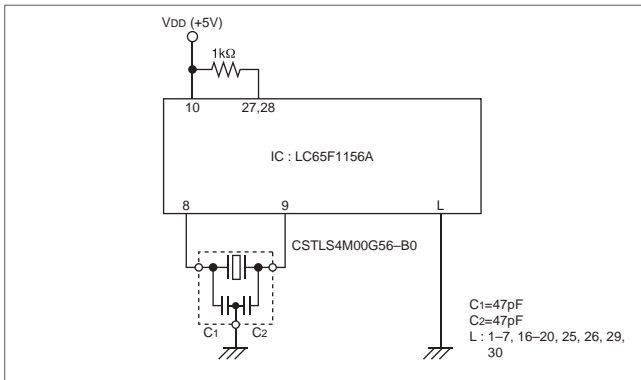 VDD (+5V)
1kΩ
10
27,28
IC : LC65F1156A
8
9
L
CSTLS4M00G56–B0
C1
C2
C1=47pF
C2=47pF
L : 1–7, 16–20, 25, 26, 29,
30